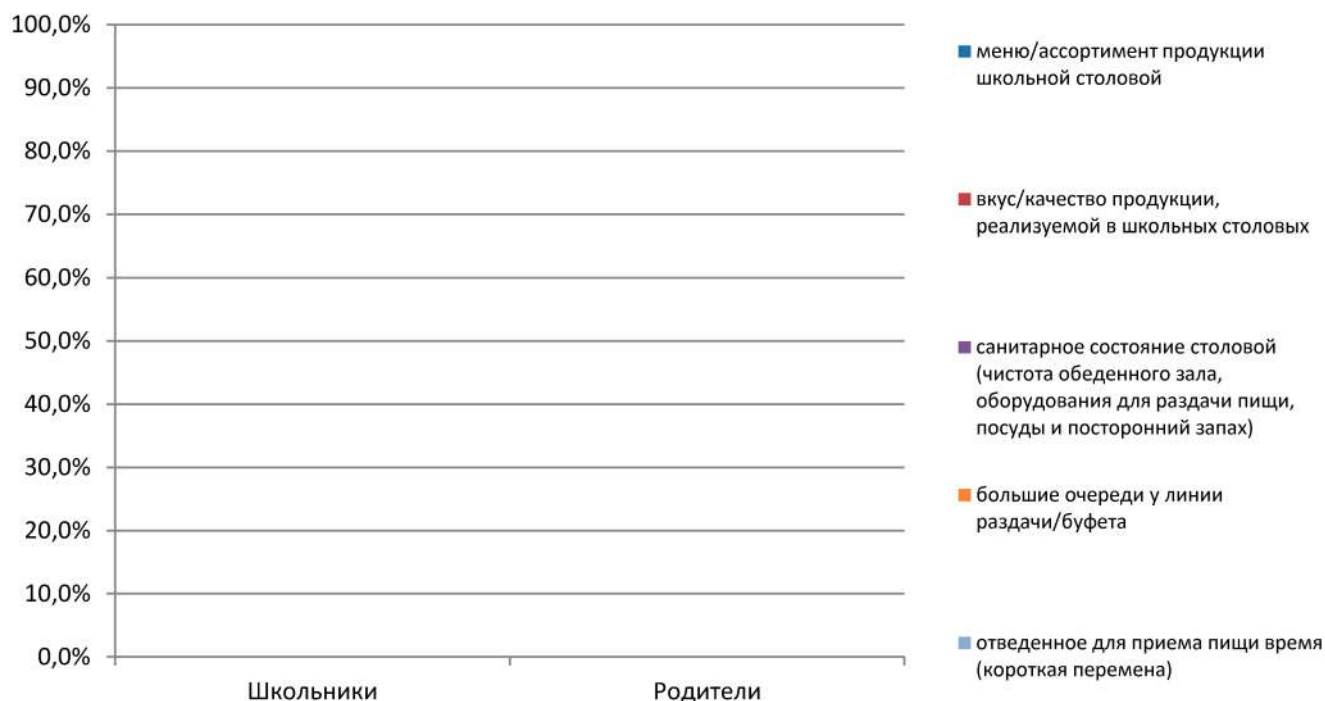 100,0%
90,0%
80,0%
70,0%
60,0%
50,0%
40,0%
30,0%
20,0%
10,0%
0,0%
Школьники
Родители
меню/ассортимент продукции
школьной столовой
вкус/качество продукции,
реализуемой в школьных столовых
санитарное состояние столовой
(чистота обеденного зала,
оборудования для раздачи пищи,
посуды и посторонний запах)
большие очереди у линии
раздачи/буфета
отведенное для приема пищи время
(короткая перемена)